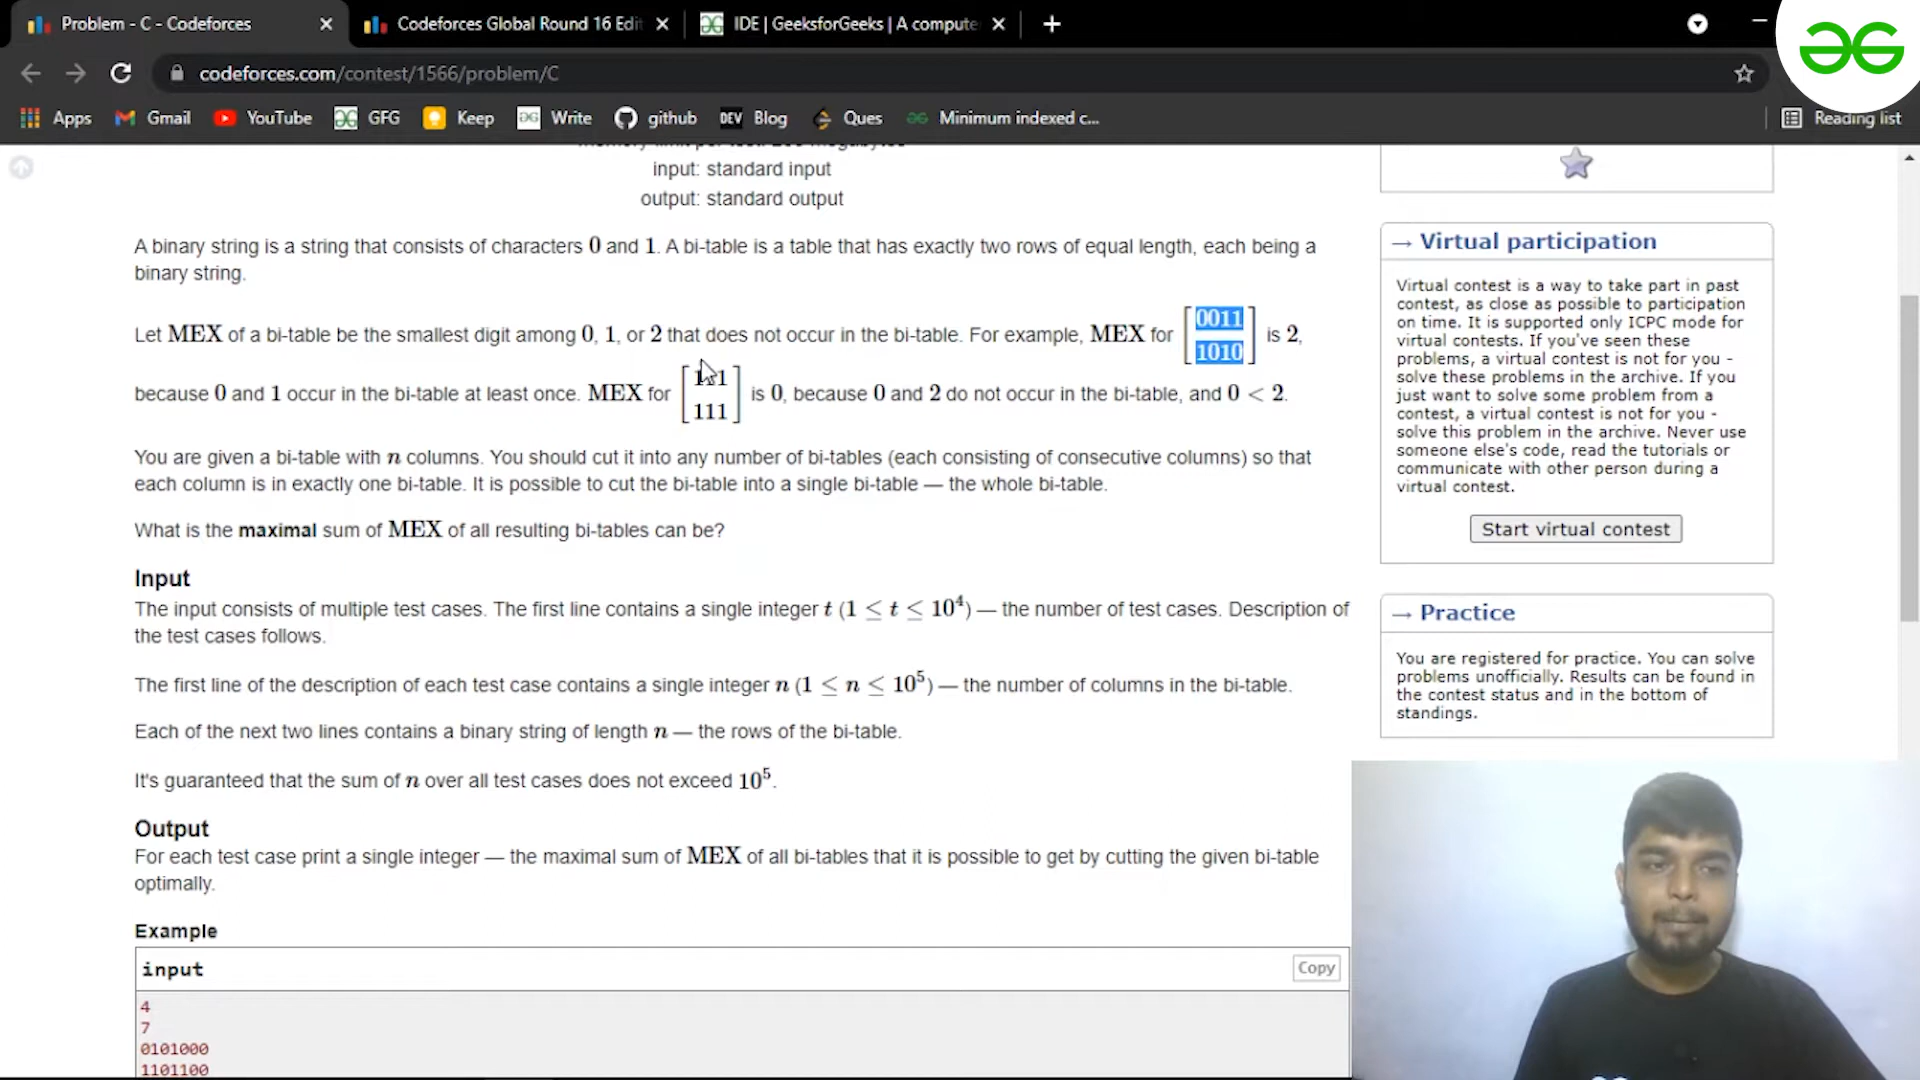 Problem - C - Codeforces
Codeforces Global Round 16 Edit
IDE | GeeksforGeeks | A compute
codeforces.com/contest/1566/problem/C
Apps
Gmail
YouTube
GFG
Keep
Write
github
DEV Blog
Ques
Minimum indexed c...
Reading list
input: standard input
output: standard output
A binary string is a string that consists of characters 0 and 1. A bi-table is a table that has exactly two rows of equal length, each being a
binary string.
Let MEX of a bi-table be the smallest digit among 0, 1, or 2 that does not occur in the bi-table. For example, MEX for [0011
1010] is 2,
because 0 and 1 occur in the bi-table at least once. MEX for [111
111] is 0, because 0 and 2 do not occur in the bi-table, and 0 < 2.
You are given a bi-table with n columns. You should cut it into any number of bi-tables (each consisting of consecutive columns) so that
each column is in exactly one bi-table. It is possible to cut the bi-table into a single bi-table — the whole bi-table.
What is the maximal sum of MEX of all resulting bi-tables can be?
Input
The input consists of multiple test cases. The first line contains a single integer t (1 ≤ t ≤ 10⁴) — the number of test cases. Description of
the test cases follows.
The first line of the description of each test case contains a single integer n (1 ≤ n ≤ 10⁵) — the number of columns in the bi-table.
Each of the next two lines contains a binary string of length n — the rows of the bi-table.
It's guaranteed that the sum of n over all test cases does not exceed 10⁵.
Output
For each test case print a single integer — the maximal sum of MEX of all bi-tables that it is possible to get by cutting the given bi-table
optimally.
Example
input
Copy
4
7
0101000
1101100
→ Virtual participation
Virtual contest is a way to take part in past
contest, as close as possible to participation
on time. It is supported only ICPC mode for
virtual contests. If you've seen these
problems, a virtual contest is not for you -
solve these problems in the archive. If you
just want to solve some problem from a
contest, a virtual contest is not for you -
solve this problem in the archive. Never use
someone else's code, read the tutorials or
communicate with other person during a
virtual contest.
Start virtual contest
→ Practice
You are registered for practice. You can solve
problems unofficially. Results can be found in
the contest status and in the bottom of
standings.